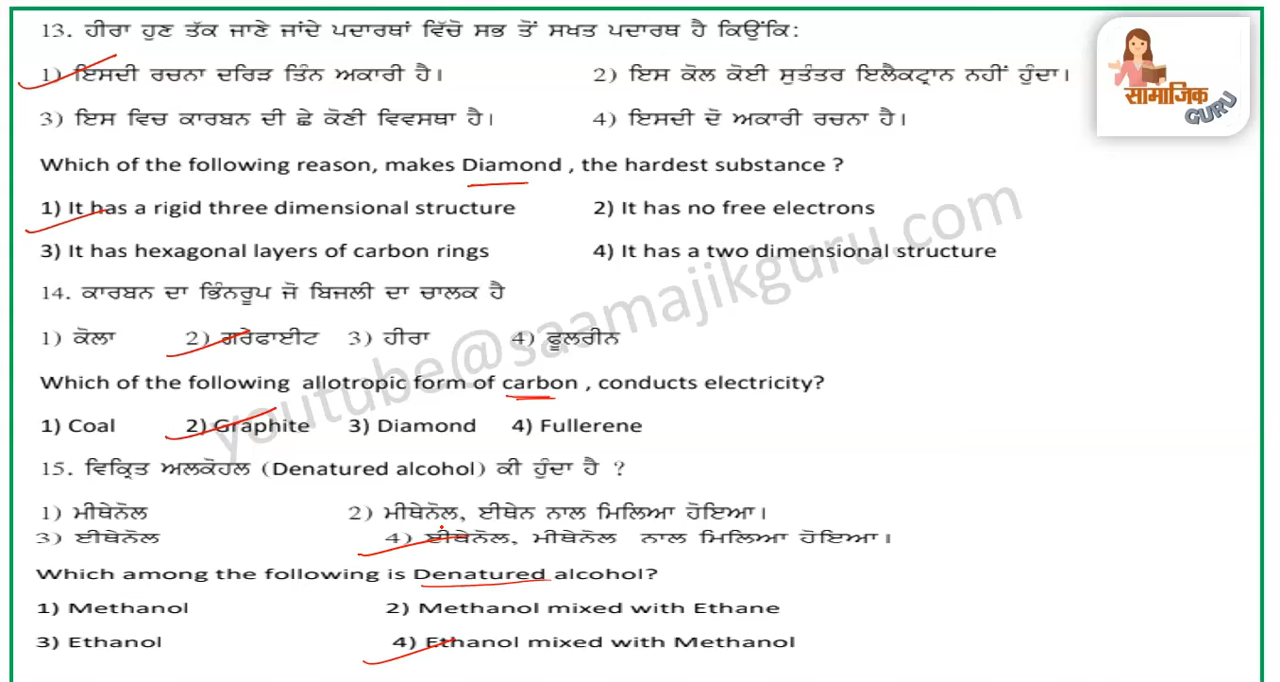 13. ਹੀਰਾ ਹੁਣ ਤੱਕ ਜਾਣੇ ਜਾਂਦੇ ਪਦਾਰਥਾਂ ਵਿੱਚੋ ਸਭ ਤੋਂ ਸਖਤ ਪਦਾਰਥ ਹੈ ਕਿਉਂਕਿ:
1) ਇਸਦੀ ਰਚਨਾ ਦਰਿੜ ਤਿੰਨ ਅਕਾਰੀ ਹੈ। 2) ਇਸ ਕੋਲ ਕੋਈ ਸੁਤੰਤਰ ਇਲੈਕਟ੍ਰਾਨ ਨਹੀਂ ਹੁੰਦਾ।
सामाजिक
GURU
3) ਇਸ ਵਿਚ ਕਾਰਬਨ ਦੀ ਛੇ ਕੋਣੀ ਵਿਵਸਥਾ ਹੈ। 4) ਇਸਦੀ ਦੋ ਅਕਾਰੀ ਰਚਨਾ ਹੈ।
Which of the following reason, makes Diamond , the hardest substance ?
1) It has a rigid three dimensional structure 2) It has no free electrons
3) It has hexagonal layers of carbon rings 4) It has a two dimensional structure
14. ਕਾਰਬਨ ਦਾ ਭਿੰਨਰੂਪ ਜੋ ਬਿਜਲੀ ਦਾ ਚਾਲਕ ਹੈ
1) ਕੋਲਾ 2) ਗਰੇਫਾਈਟ 3) ਹੀਰਾ 4) ਫੂਲਰੀਨ
Which of the following allotropic form of carbon , conducts electricity?
1) Coal 2) Graphite 3) Diamond 4) Fullerene
youtube@saamajikguru.com
15. ਵਿਕ੍ਰਿਤ ਅਲਕੋਹਲ (Denatured alcohol) ਕੀ ਹੁੰਦਾ ਹੈ ?
1) ਮੀਥੇਨੋਲ 2) ਮੀਥੇਨੋਲ, ਈਥੇਨ ਨਾਲ ਮਿਲਿਆ ਹੋਇਆ।
3) ਈਥੇਨੋਲ 4) ਈਥੇਨੋਲ, ਮੀਥੇਨੋਲ ਨਾਲ ਮਿਲਿਆ ਹੋਇਆ।
Which among the following is Denatured alcohol?
1) Methanol 2) Methanol mixed with Ethane
3) Ethanol 4) Ethanol mixed with Methanol